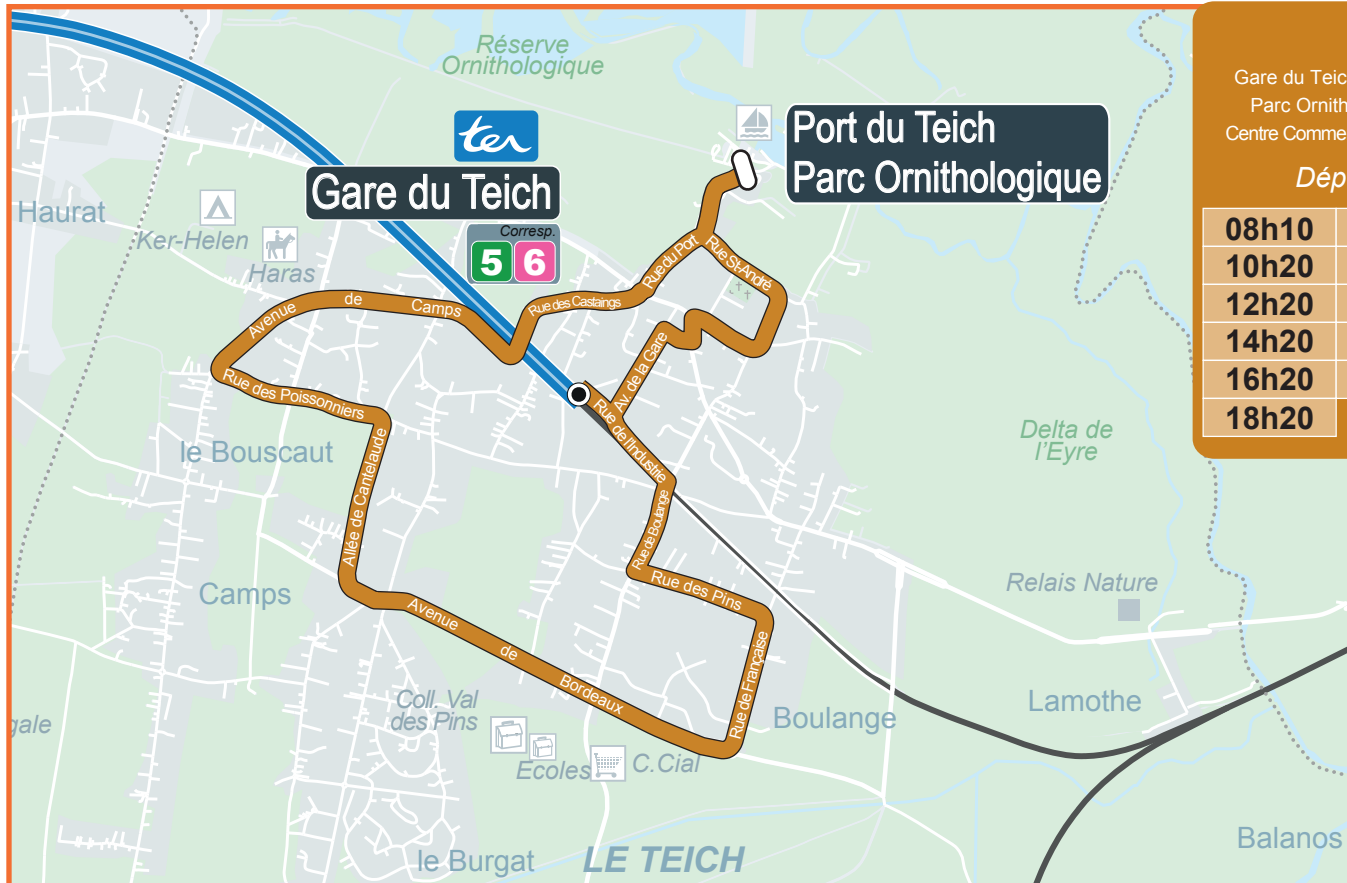 Réserve
Ornithologique
ter
Gare du Teich
Corresp.
5 6
Port du Teich
Parc Ornithologique
Haurat
Ker-Helen
Haras
Avenue de Camps
Rue des Castaings
Rue du Port
Rue St-André
Av. de la Gare
Rue de l'Industrie
Rue des Poissonniers
le Bouscaut
Allée de Cantelaude
Rue de Boulange
Rue des Pins
Rue de Française
Camps
Avenue de Bordeaux
Coll. Val
des Pins
Ecoles
C.Cial
Boulange
Delta de
l'Eyre
Relais Nature
Lamothe
Balanos
gale
le Burgat
LE TEICH
Gare du Teic
Parc Ornith
Centre Comme
Dép
08h10
10h20
12h20
14h20
16h20
18h20